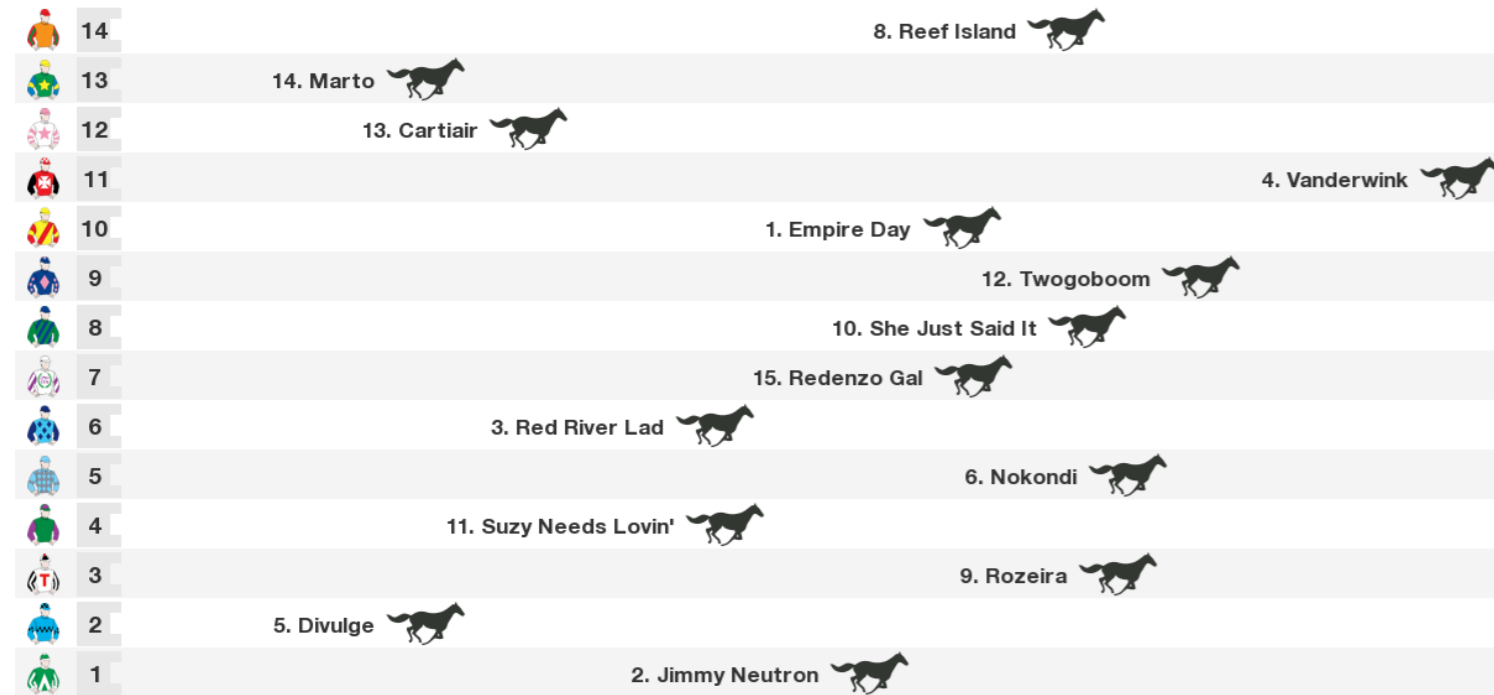 14 8. Reef Island
13 14. Marto
12 13. Cartiair
11 4. Vanderwink
10 1. Empire Day
9 12. Twogoboom
8 10. She Just Said It
7 15. Redenzo Gal
6 3. Red River Lad
5 6. Nokondi
4 11. Suzy Needs Lovin'
T 3 9. Rozeira
2 5. Divulge
1 2. Jimmy Neutron